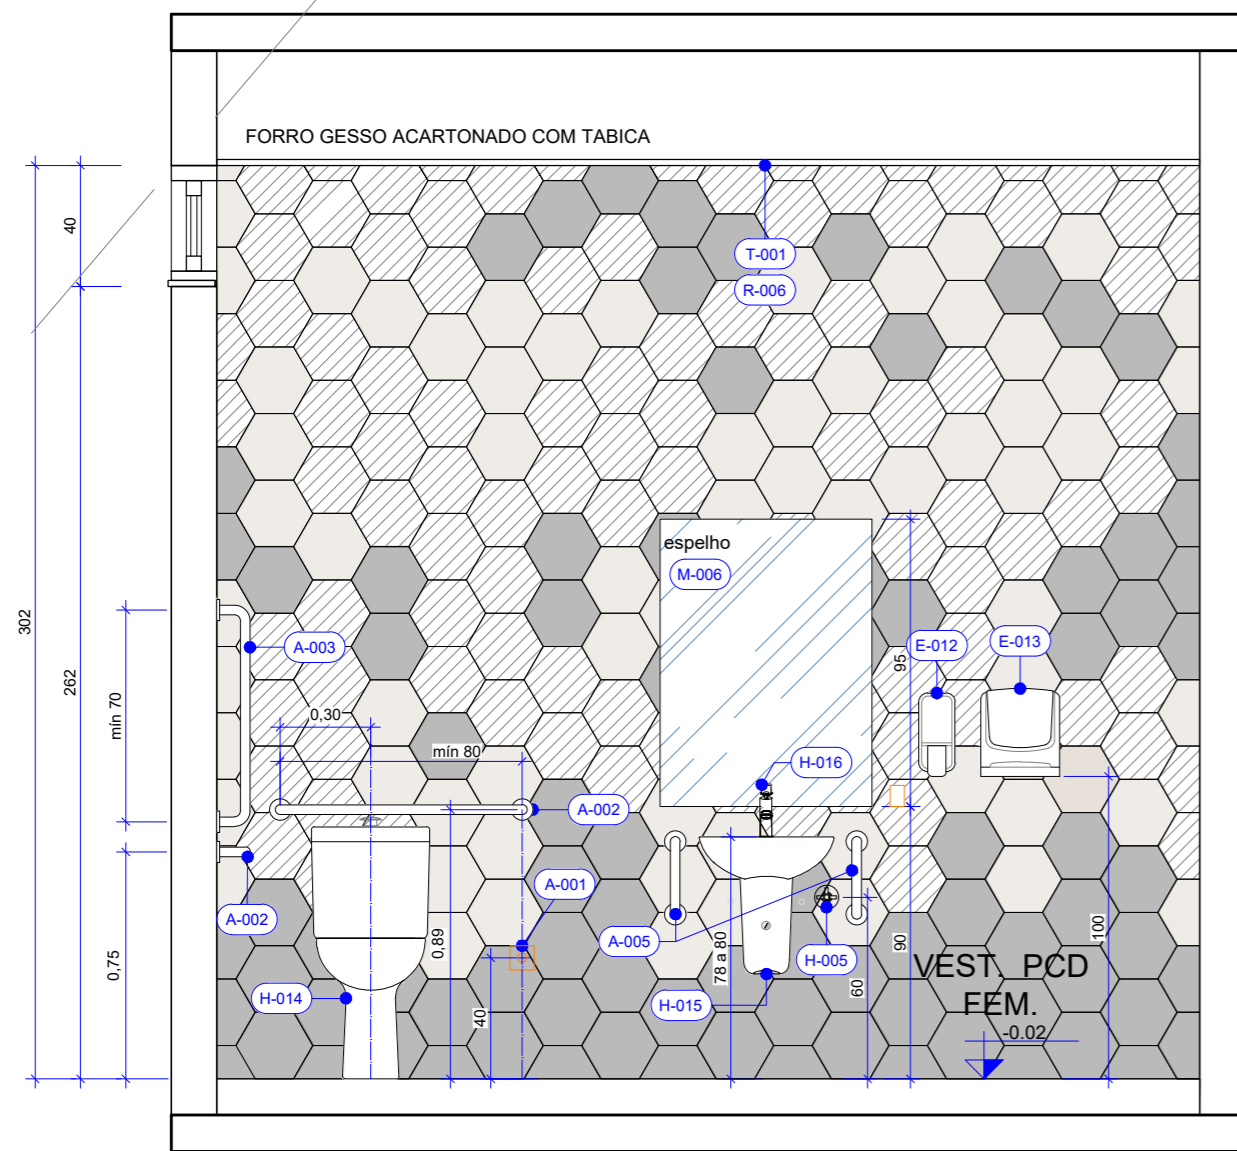 FORRO GESSO ACARTONADO COM TABICA
40
T-001
R-006
espelho
M-006
302
262
mín 70
A-003
0,30
mín 80
E-012
E-013
95
H-016
A-002
A-001
A-002
0,75
0,89
A-005
78 a 80
H-005
90
100
VEST. PCD
FEM.
-0.02
H-014
40
H-015
60